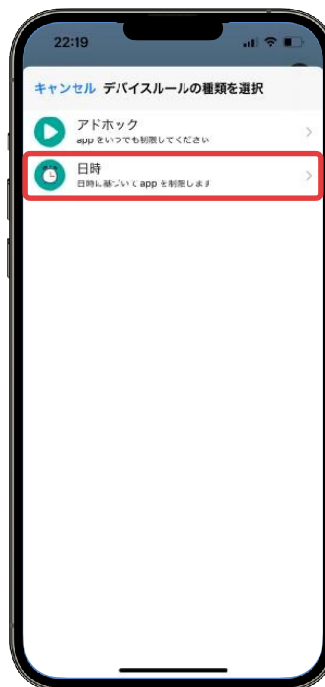 22:19
キャンセル デバイスルールの種類を選択
アドホック
app をいつでも制限してください
日時
日時に基づいて app を制限します